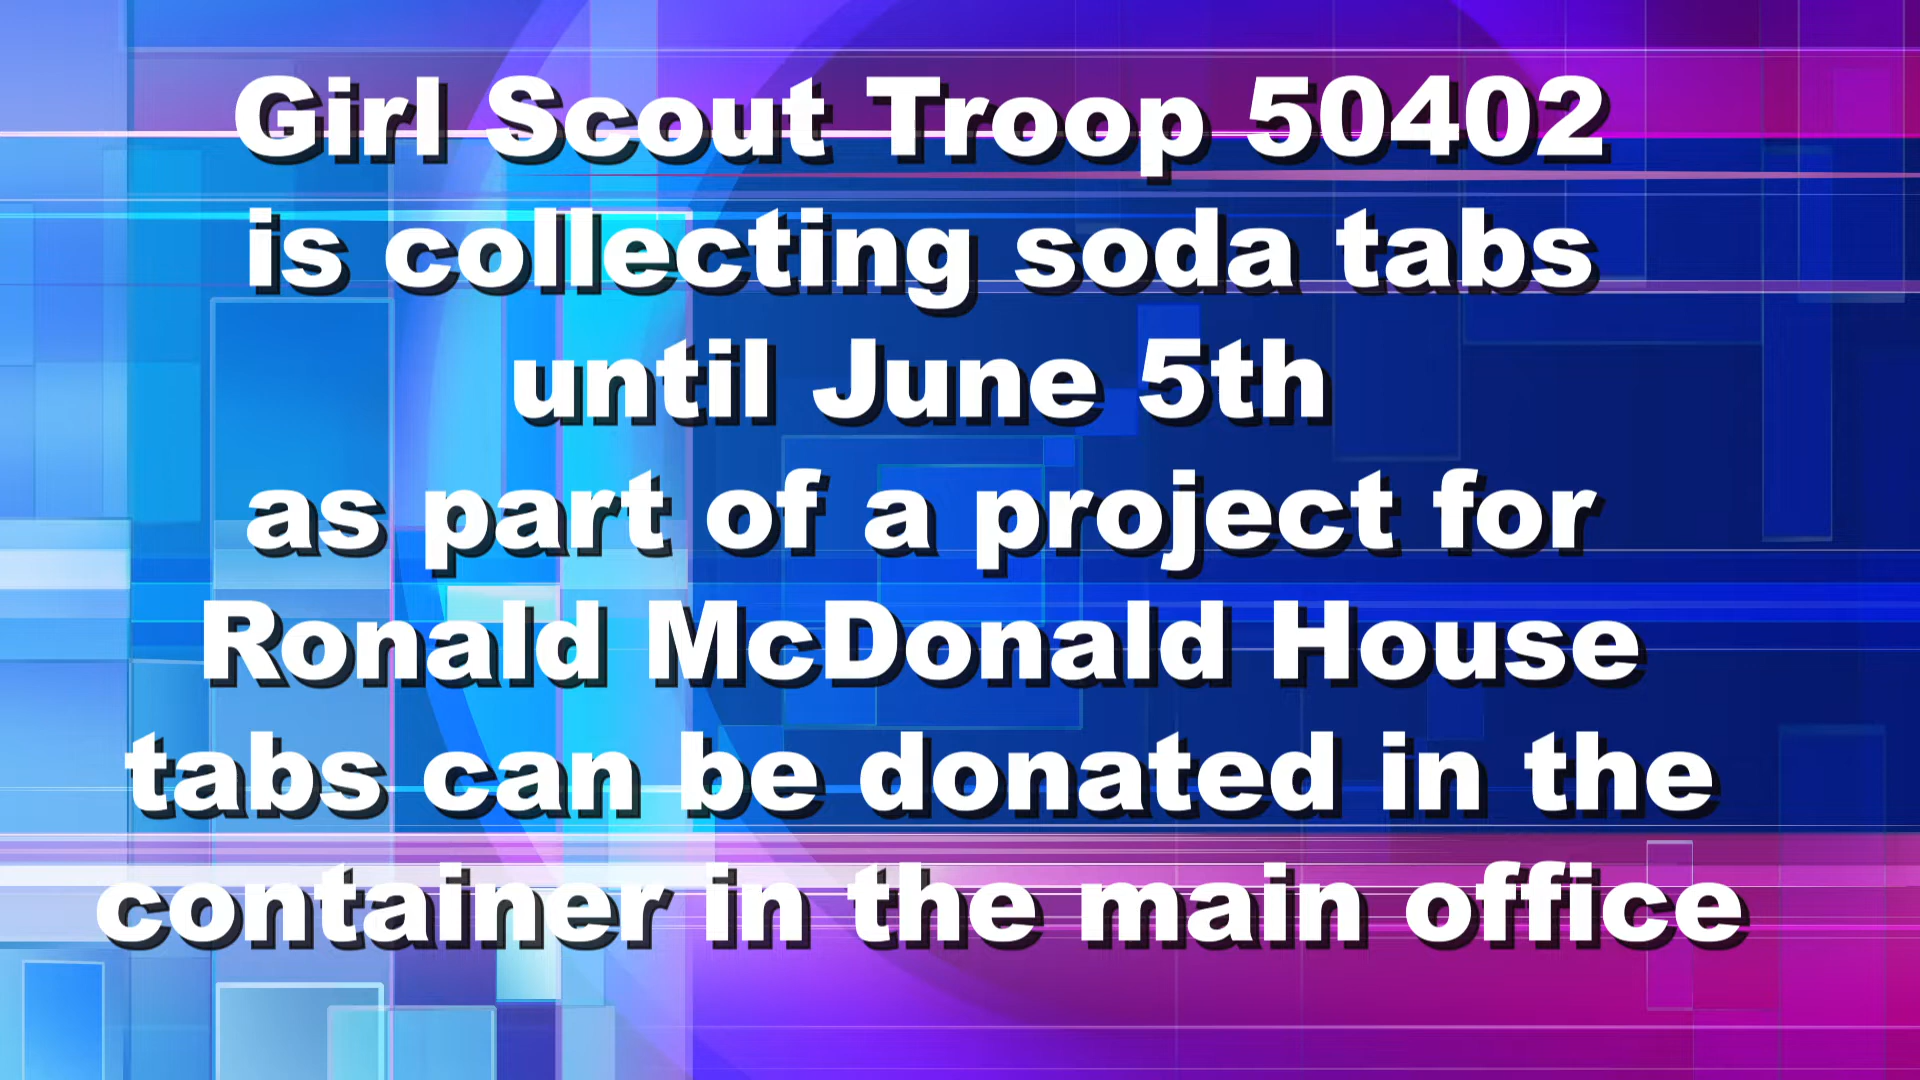 Girl Scout Troop 50402
is collecting soda tabs
until June 5th
as part of a project for
Ronald McDonald House
tabs can be donated in the
container in the main office